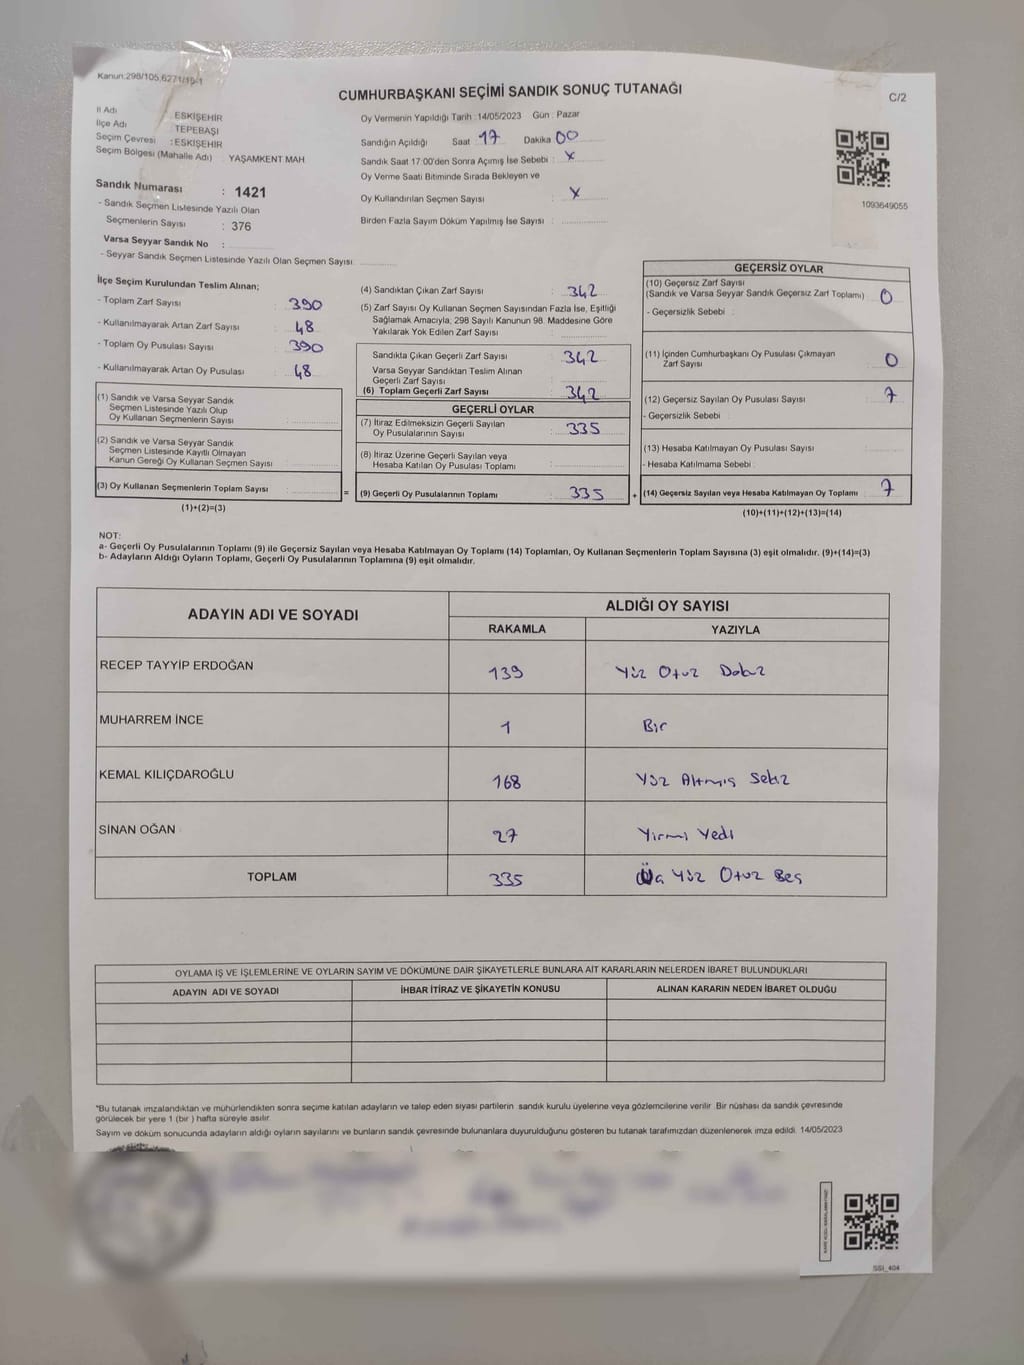 Kanun:298/105,6271/19-1
CUMHURBAŞKANI SEÇİMİ SANDIK SONUÇ TUTANAĞI
C/2
İl Adı : ESKİŞEHİR
İlçe Adı : TEPEBAŞI
Seçim Çevresi : ESKİŞEHİR
Seçim Bölgesi (Mahalle Adı) : YAŞAMKENT MAH.
Sandık Numarası : 1421
- Sandık Seçmen Listesinde Yazılı Olan
Seçmenlerin Sayısı : 376
Varsa Seyyar Sandık No :
- Seyyar Sandık Seçmen Listesinde Yazılı Olan Seçmen Sayısı
Oy Vermenin Yapıldığı Tarih :14/05/2023 Gün : Pazar
Sandığın Açıldığı Saat 17 Dakika 00
Sandık Saat 17:00'den Sonra Açımış İse Sebebi : X
Oy Verme Saati Bitiminde Sırada Bekleyen ve
Oy Kullandırılan Seçmen Sayısı : X
Birden Fazla Sayım Döküm Yapılmış İse Sayısı :
1093649055
İlçe Seçim Kurulundan Teslim Alınan;
- Toplam Zarf Sayısı : 390
- Kullanılmayarak Artan Zarf Sayısı : 48
- Toplam Oy Pusulası Sayısı : 390
- Kullanılmayarak Artan Oy Pusulası : 48
(1) Sandık ve Varsa Seyyar Sandık
Seçmen Listesinde Yazılı Olup
Oy Kullanan Seçmenlerin Sayısı :
(2) Sandık ve Varsa Seyyar Sandık
Seçmen Listesinde Kayıtlı Olmayan
Kanun Gereği Oy Kullanan Seçmen Sayısı :
(3) Oy Kullanan Seçmenlerin Toplam Sayısı :
(1)+(2)=(3)
(4) Sandıktan Çıkan Zarf Sayısı : 342
(5) Zarf Sayısı Oy Kullanan Seçmen Sayısından Fazla İse, Eşitliği
Sağlamak Amacıyla; 298 Sayılı Kanunun 98. Maddesine Göre
Yakılarak Yok Edilen Zarf Sayısı :
Sandıkta Çıkan Geçerli Zarf Sayısı : 342
Varsa Seyyar Sandıktan Teslim Alınan
Geçerli Zarf Sayısı :
(6) Toplam Geçerli Zarf Sayısı : 342
GEÇERLİ OYLAR
(7) İtiraz Edilmeksizin Geçerli Sayılan
Oy Pusulalarının Sayısı : 335
(8) İtiraz Üzerine Geçerli Sayılan veya
Hesaba Katılan Oy Pusulası Toplamı :
= (9) Geçerli Oy Pusulalarının Toplamı : 335
GEÇERSİZ OYLAR
(10) Geçersiz Zarf Sayısı
(Sandık ve Varsa Seyyar Sandık Geçersiz Zarf Toplamı) : 0
- Geçersizlik Sebebi :
(11) İçinden Cumhurbaşkanı Oy Pusulası Çıkmayan
Zarf Sayısı : 0
(12) Geçersiz Sayılan Oy Pusulası Sayısı : 7
- Geçersizlik Sebebi :
(13) Hesaba Katılmayan Oy Pusulası Sayısı :
- Hesaba Katılmama Sebebi :
+ (14) Geçersiz Sayılan veya Hesaba Katılmayan Oy Toplamı : 7
(10)+(11)+(12)+(13)=(14)
NOT:
a- Geçerli Oy Pusulalarının Toplamı (9) ile Geçersiz Sayılan veya Hesaba Katılmayan Oy Toplamı (14) Toplamları, Oy Kullanan Seçmenlerin Toplam Sayısına (3) eşit olmalıdır. (9)+(14)=(3)
b- Adayların Aldığı Oyların Toplamı, Geçerli Oy Pusulalarının Toplamına (9) eşit olmalıdır.
ADAYIN ADI VE SOYADI
ALDIĞI OY SAYISI
RAKAMLA YAZIYLA
RECEP TAYYİP ERDOĞAN 139 Yüz Otuz Dokuz
MUHARREM İNCE 1 Bir
KEMAL KILIÇDAROĞLU 168 Yüz Altmış Sekiz
SİNAN OĞAN 27 Yirmi Yedi
TOPLAM 335 Üç Yüz Otuz Beş
OYLAMA İŞ VE İŞLEMLERİNE VE OYLARIN SAYIM VE DÖKÜMÜNE DAİR ŞİKAYETLERLE BUNLARA AİT KARARLARIN NELERDEN İBARET BULUNDUKLARI
ADAYIN ADI VE SOYADI İHBAR İTİRAZ VE ŞİKAYETİN KONUSU ALINAN KARARIN NEDEN İBARET OLDUĞU
*Bu tutanak imzalandıktan ve mühürlendikten sonra seçime katılan adayların ve talep eden siyasi partilerin sandık kurulu üyelerine veya gözlemcilerine verilir. Bir nüshası da sandık çevresinde
görülecek bir yere 1 (bir ) hafta süreyle asılır.
Sayım ve döküm sonucunda adayların aldığı oyların sayılarını ve bunların sandık çevresinde bulunanlara duyurulduğunu gösteren bu tutanak tarafımızdan düzenlenerek imza edildi. 14/05/2023
SSI_404